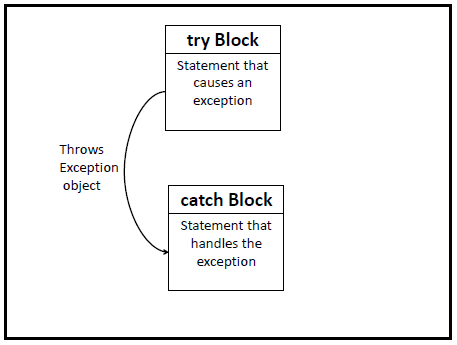 try Block
Statement that
causes an
exception
Throws
Exception
object
catch Block
Statement that
handles the
exception